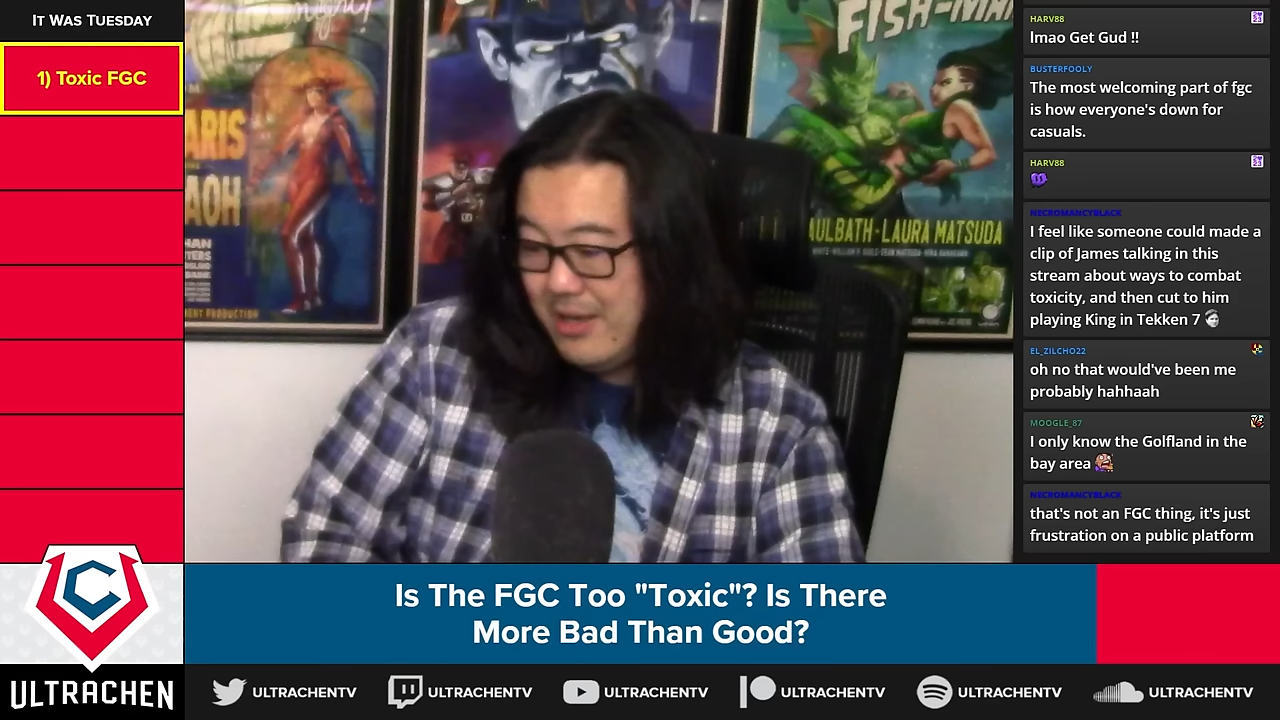 It Was Tuesday
1) Toxic FGC
ARIS
AOH
MENT PRODUCTION
FISH-MAN
AULBATH • LAURA MATSUDA
HARV88
lmao Get Gud !!
BUSTERFOOLY
The most welcoming part of fgc
is how everyone's down for
casuals.
HARV88
NECROMANCYBLACK
I feel like someone could made a
clip of James talking in this
stream about ways to combat
toxicity, and then cut to him
playing King in Tekken 7
EL_ZILCHO22
oh no that would've been me
probably hahhaah
MOOGLE_87
I only know the Golfland in the
bay area
NECROMANCYBLACK
that's not an FGC thing, it's just
frustration on a public platform
Is The FGC Too "Toxic"? Is There
More Bad Than Good?
ULTRACHEN
ULTRACHENTV
ULTRACHENTV
ULTRACHENTV
ULTRACHENTV
ULTRACHENTV
ULTRACHENTV